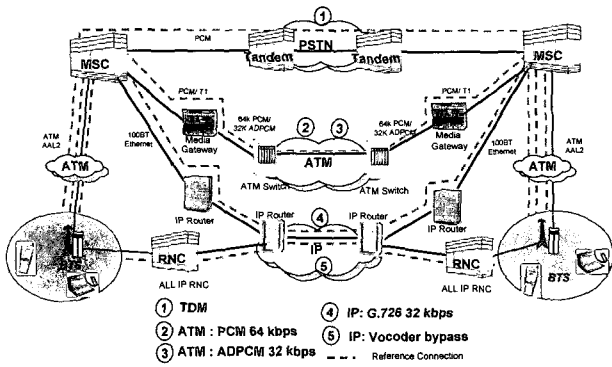 1
PCM
PSTN
Tandem
Tandem
MSC
MSC
PCM/ T1
PCM/ T1
64k PCM/
32K ADPCM
64k PCM/
32K ADPCM
2
3
ATM
AAL2
100BT
Ethernet
Media
Gateway
Media
Gateway
100BT
Ethernet
ATM
AAL2
ATM
ATM
ATM
ATM Switch
ATM Switch
IP Router
IP Router
IP Router
IP Router
4
IP
BTS
RNC
RNC
BTS
ALL IP RNC
5
ALL IP RNC
1 TDM
2 ATM : PCM 64 kbps
3 ATM : ADPCM 32 kbps
4 IP: G.726 32 kbps
5 IP: Vocoder bypass
Reference Connection